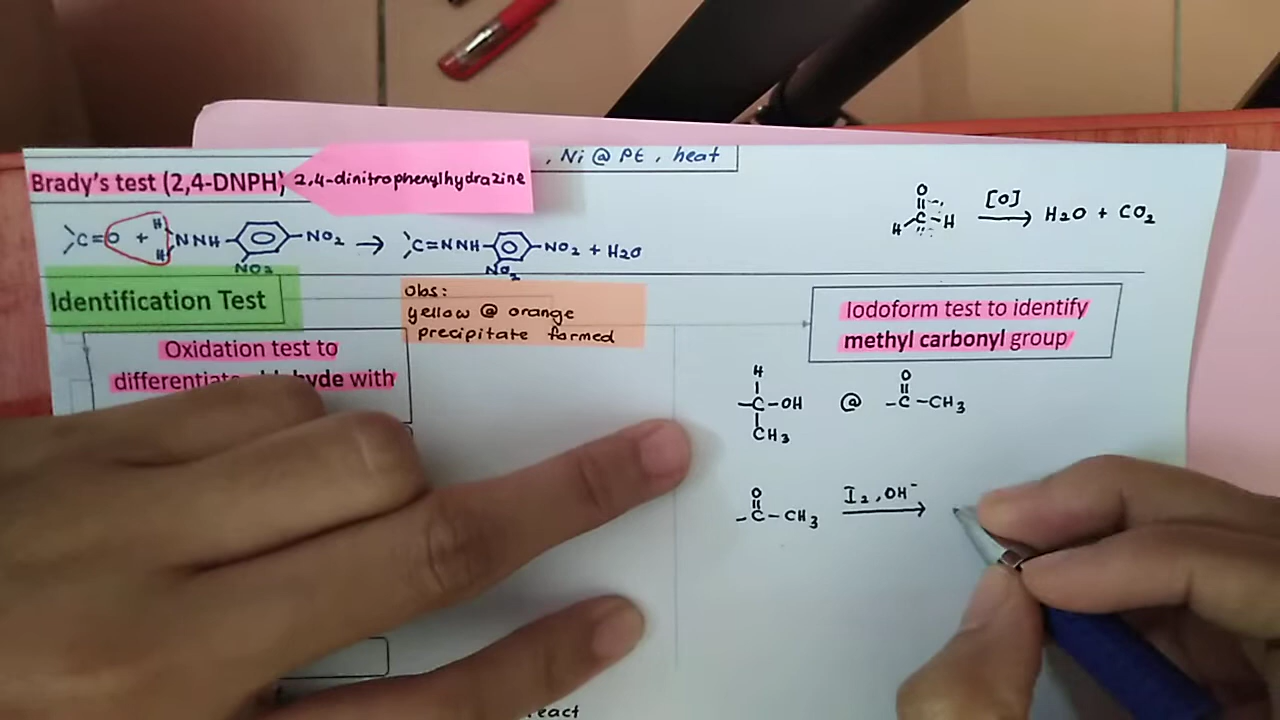 , Ni @ Pt, heat
Brady's test (2,4-DNPH) 2,4-dinitrophenylhydrazine
C=O + H H NNH- -NO2 → C=NNH- -NO2 + H2O
NO2 NO2
O
H C H [O] → H2O + CO2
Identification Test
Obs:
yellow @ orange
precipitate formed
Iodoform test to identify
methyl carbonyl group
Oxidation test to
with
H
-C-OH @ -C-CH3
O
CH3
O
-C-CH3 I2, OH⁻ →